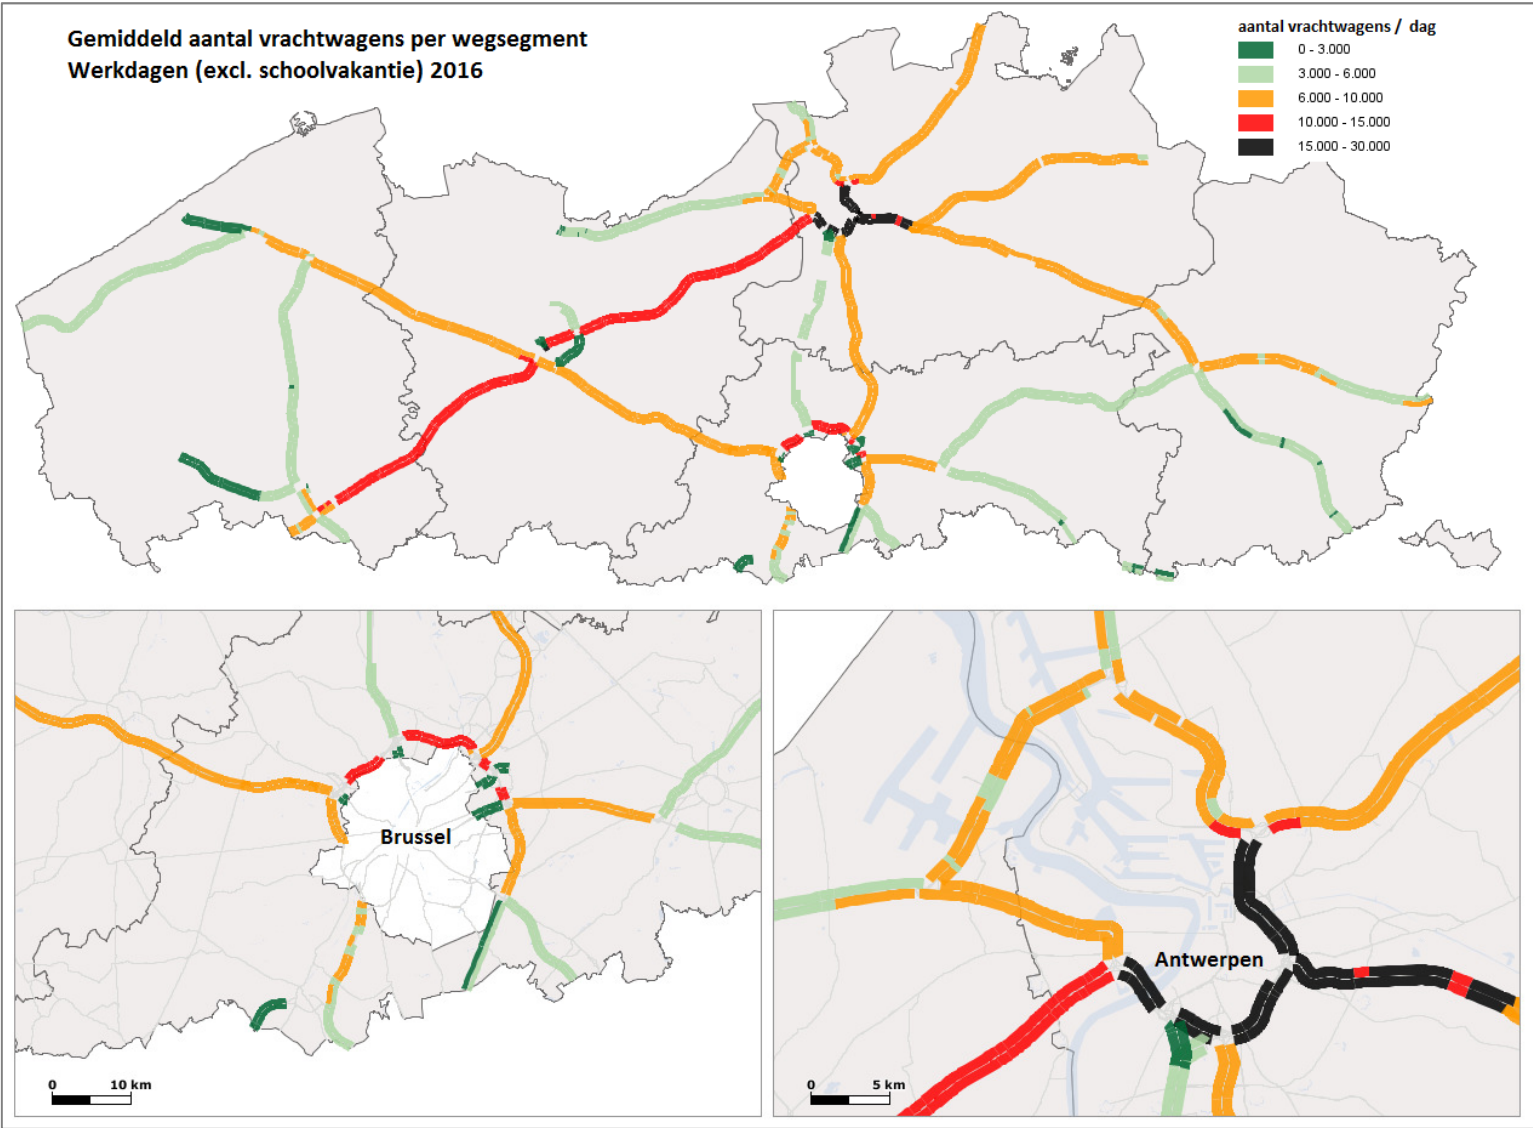 Gemiddeld aantal vrachtwagens per wegsegment
Werkdagen (excl. schoolvakantie) 2016
aantal vrachtwagens / dag
0 - 3.000
3.000 - 6.000
6.000 - 10.000
10.000 - 15.000
15.000 - 30.000
Brussel
0 10 km
Antwerpen
0 5 km